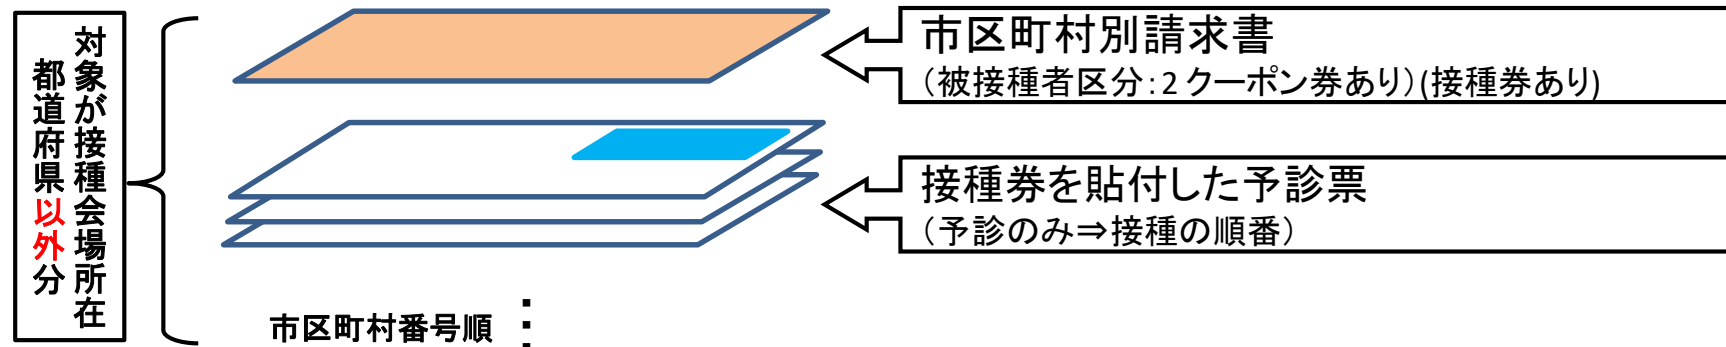 対象が接種会場所在
都道府県以外分
市区町村別請求書
（被接種者区分：2 クーポン券あり）(接種券あり)
接種券を貼付した予診票
（予診のみ⇒接種の順番）
市区町村番号順